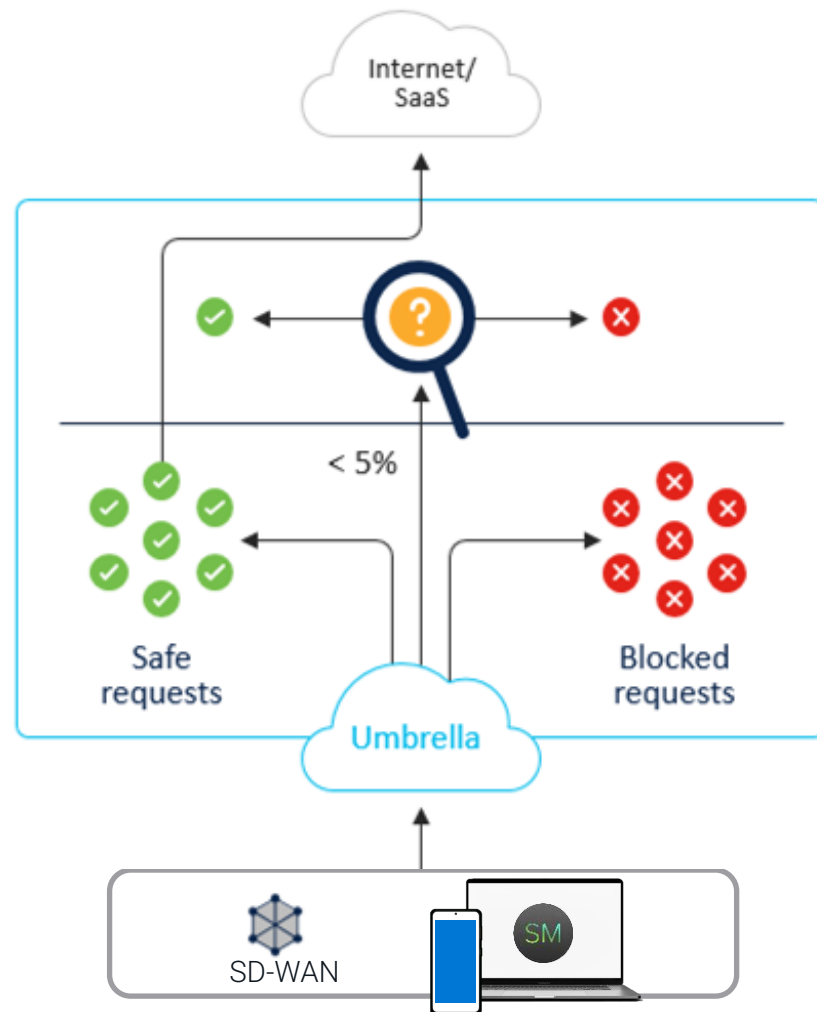 Internet/
SaaS
?
< 5%
Safe
requests
Blocked
requests
Umbrella
SD-WAN
SM